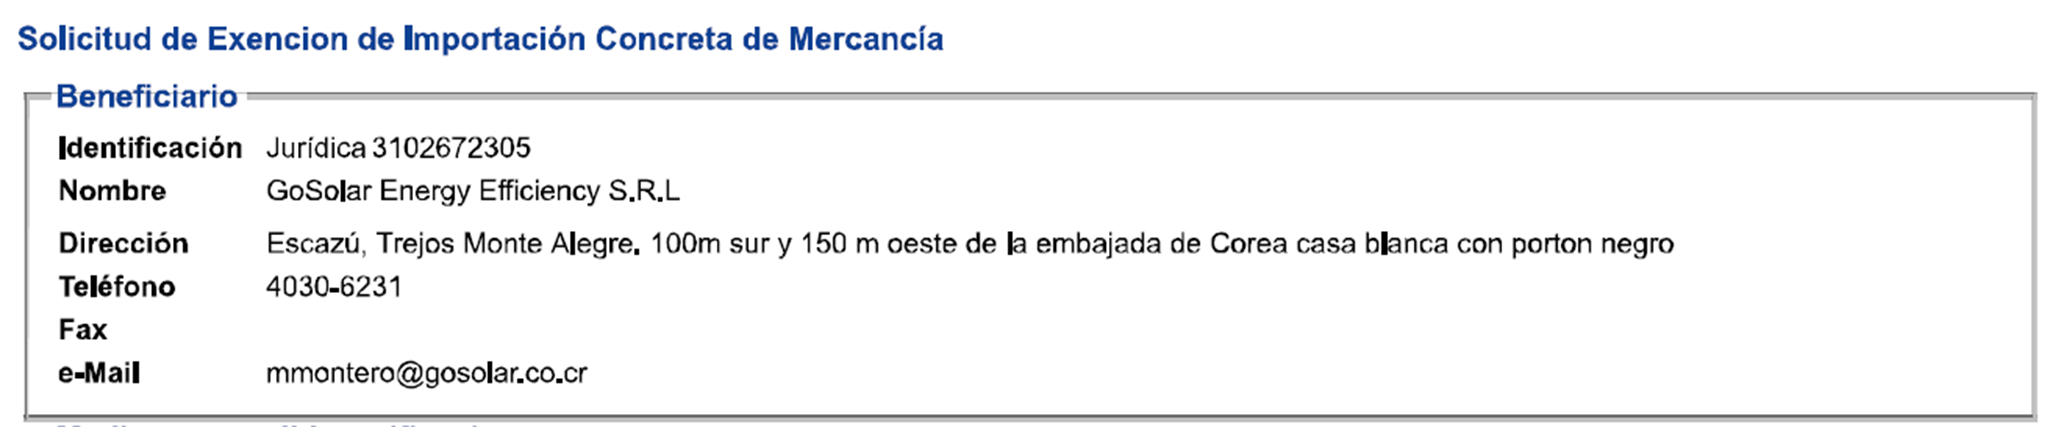 Solicitud de Exencion de Importación Concreta de Mercancía
Beneficiario
Identificación Jurídica 3102672305
Nombre GoSolar Energy Efficiency S.R.L
Dirección Escazú, Trejos Monte Alegre. 100m sur y 150 m oeste de la embajada de Corea casa blanca con porton negro
Teléfono 4030-6231
Fax
e-Mail mmontero@gosolar.co.cr